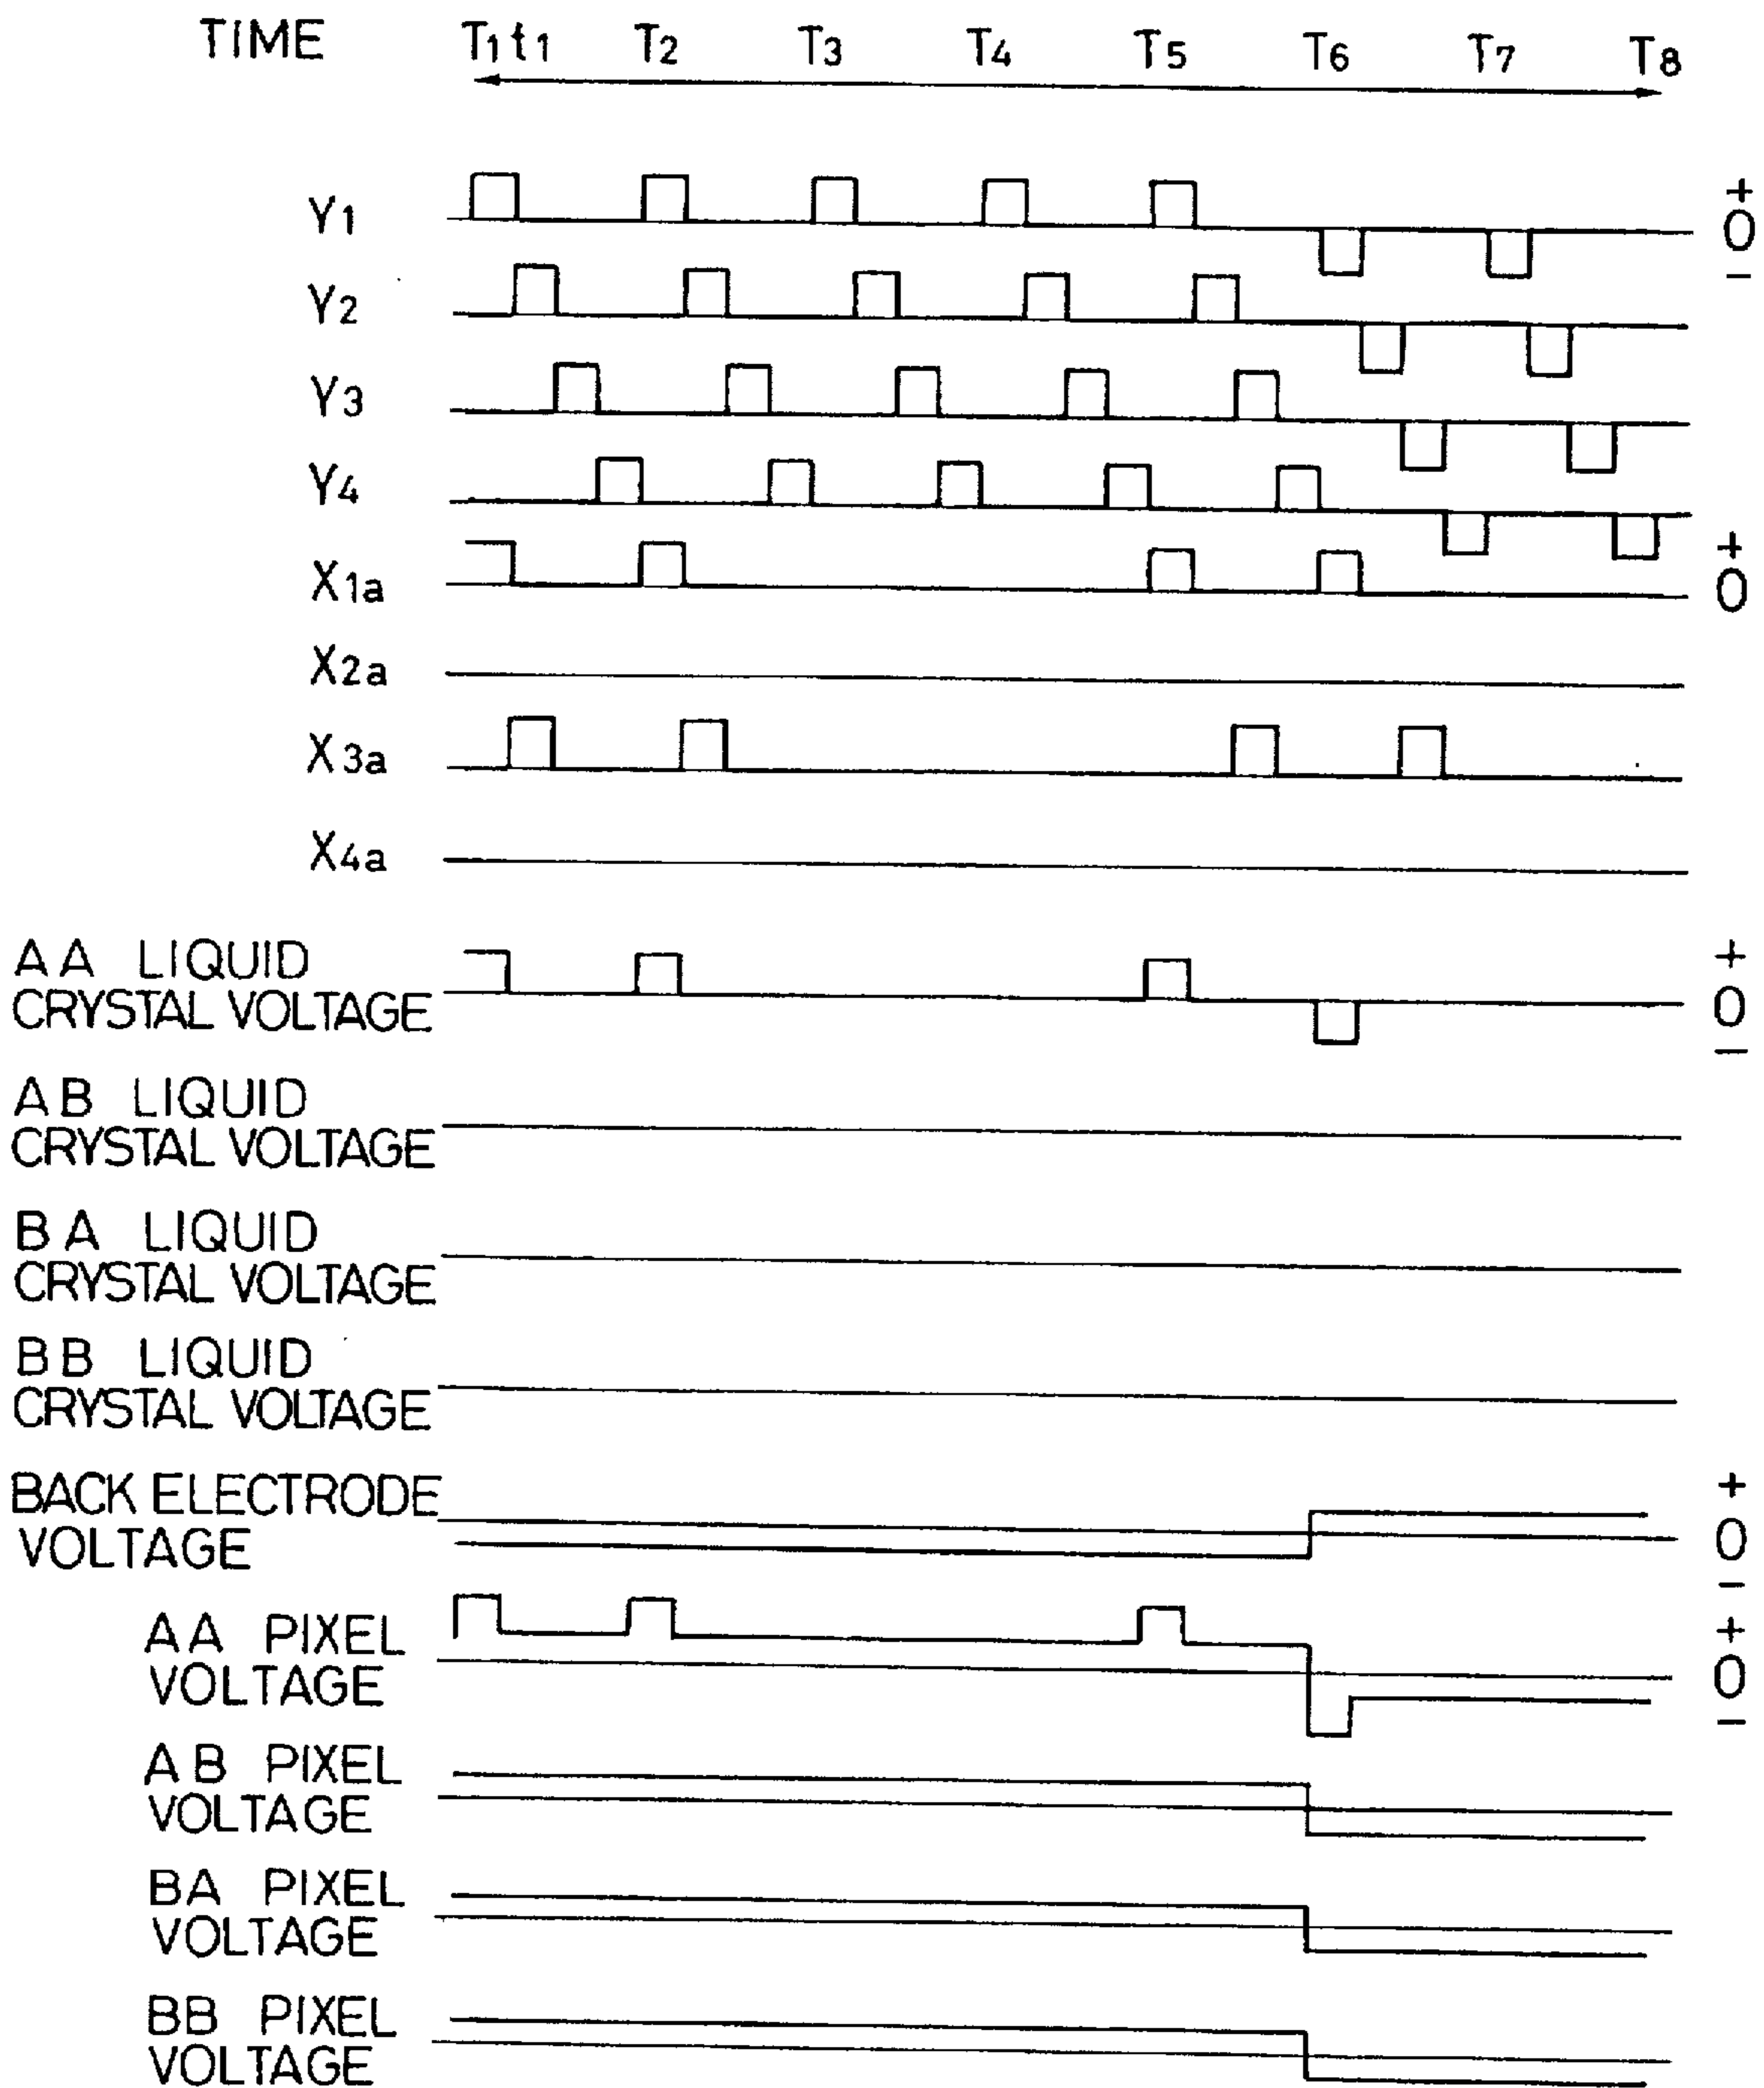 TIME T1 t1 T2 T3 T4 T5 T6 T7 T8
Y1 + 0 −
Y2
Y3
Y4
X1a + 0
X2a
X3a
X4a
AA LIQUID
CRYSTAL VOLTAGE + 0 −
AB LIQUID
CRYSTAL VOLTAGE
BA LIQUID
CRYSTAL VOLTAGE
BB LIQUID
CRYSTAL VOLTAGE
BACK ELECTRODE
VOLTAGE + 0 −
AA PIXEL
VOLTAGE + 0 −
AB PIXEL
VOLTAGE
BA PIXEL
VOLTAGE
BB PIXEL
VOLTAGE